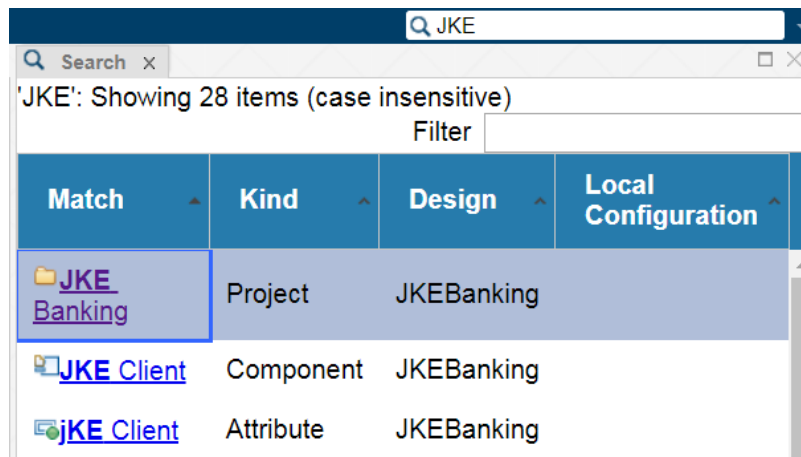 JKE
Search x
'JKE': Showing 28 items (case insensitive)
Filter
Match Kind Design Local Configuration
JKE Banking Project JKEBanking
JKE Client Component JKEBanking
jKE Client Attribute JKEBanking